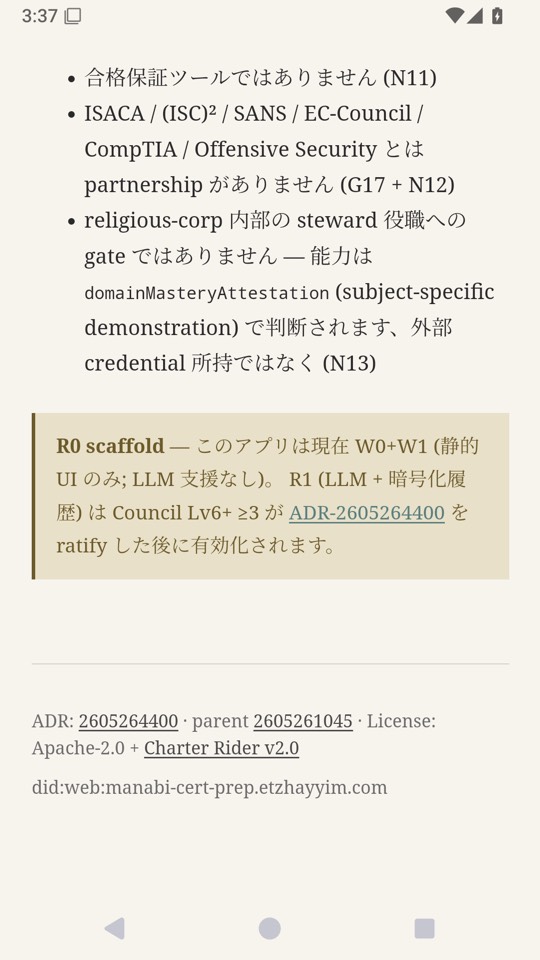 3:37
• 合格保証ツールではありません (N11)
• ISACA / (ISC)² / SANS / EC-Council /
CompTIA / Offensive Security とは
partnership がありません (G17 + N12)
• religious-corp 内部の steward 役職への
gate ではありません — 能力は
domainMasteryAttestation (subject-specific
demonstration) で判断されます、外部
credential 所持ではなく (N13)
R0 scaffold — このアプリは現在 W0+W1 (静的
UI のみ; LLM 支援なし)。 R1 (LLM + 暗号化履
歴) は Council Lv6+ ≥3 が ADR-2605264400 を
ratify した後に有効化されます。
ADR: 2605264400 · parent 2605261045 · License:
Apache-2.0 + Charter Rider v2.0
did:web:manabi-cert-prep.etzhayyim.com